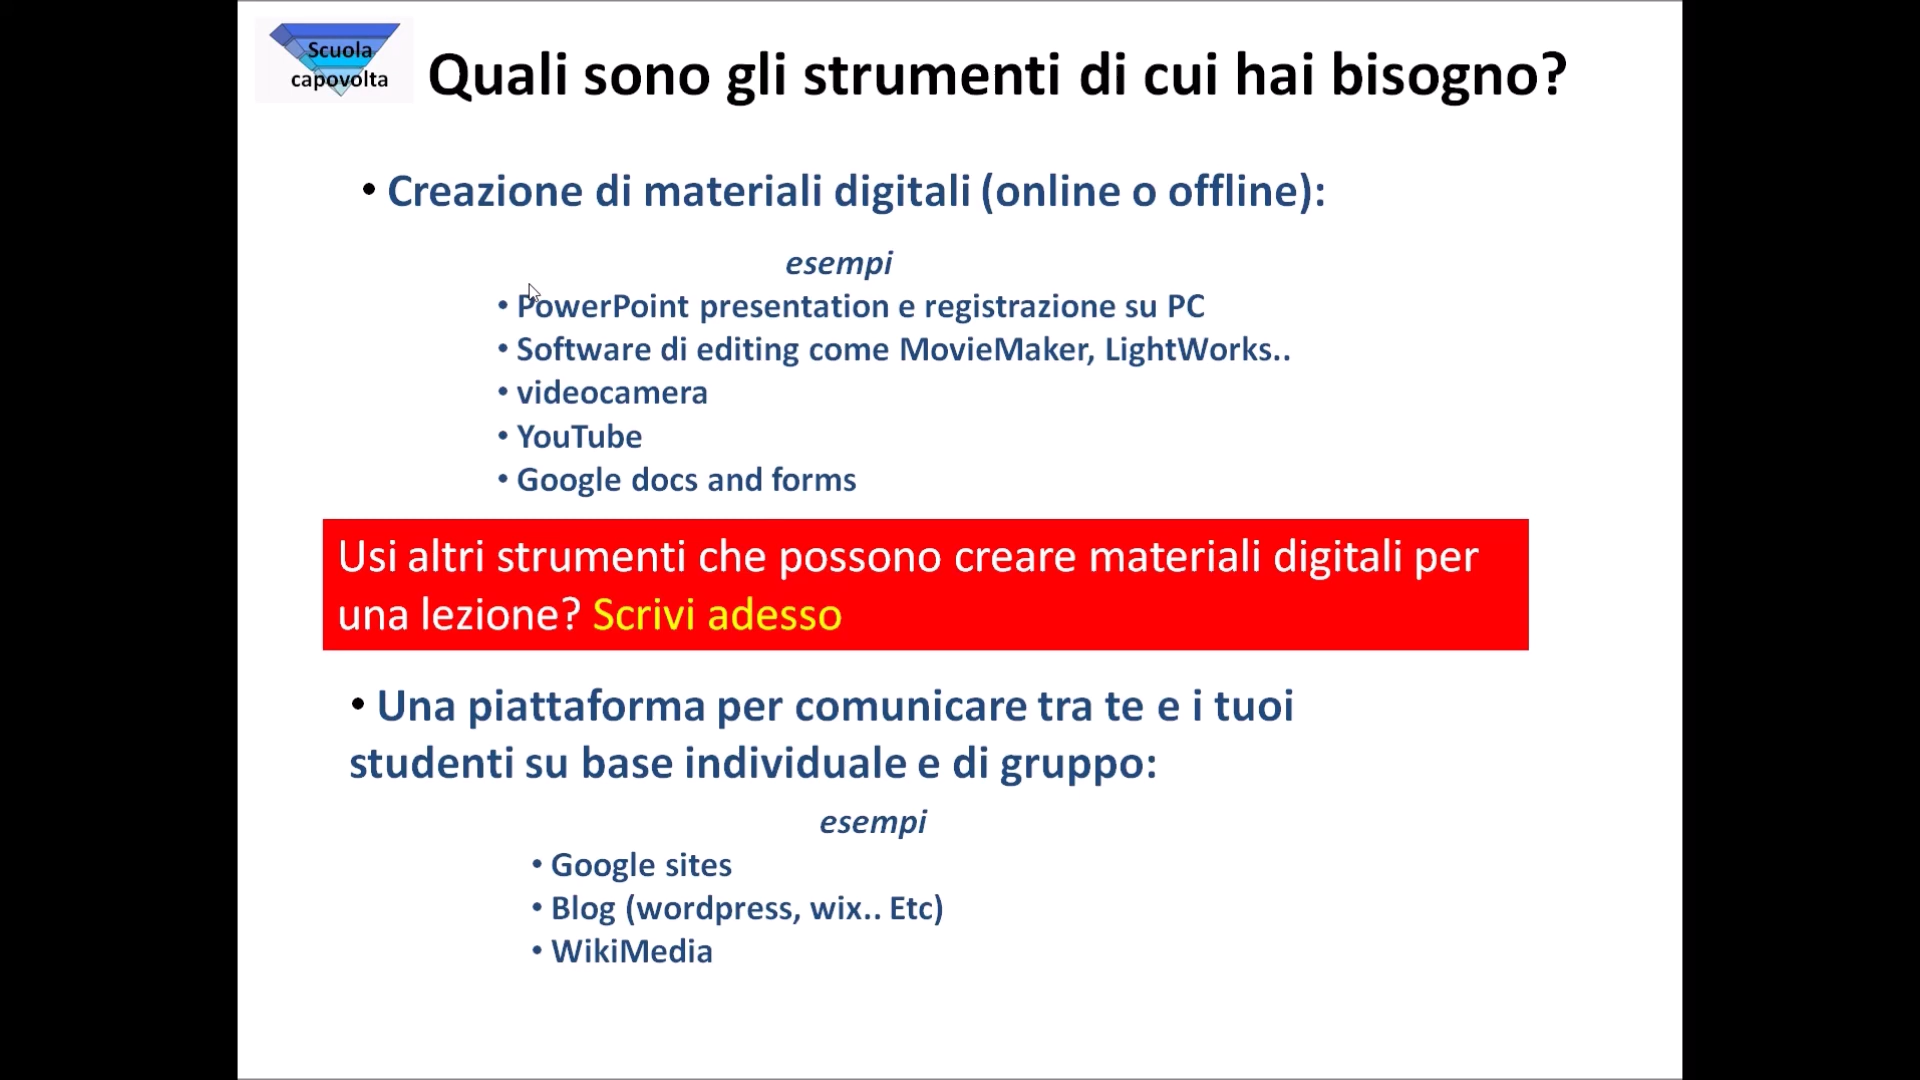 Scuola
capovolta
Quali sono gli strumenti di cui hai bisogno?
• Creazione di materiali digitali (online o offline):
esempi
• PowerPoint presentation e registrazione su PC
• Software di editing come MovieMaker, LightWorks..
• videocamera
• YouTube
• Google docs and forms
Usi altri strumenti che possono creare materiali digitali per
una lezione? Scrivi adesso
• Una piattaforma per comunicare tra te e i tuoi
studenti su base individuale e di gruppo:
esempi
• Google sites
• Blog (wordpress, wix.. Etc)
• WikiMedia